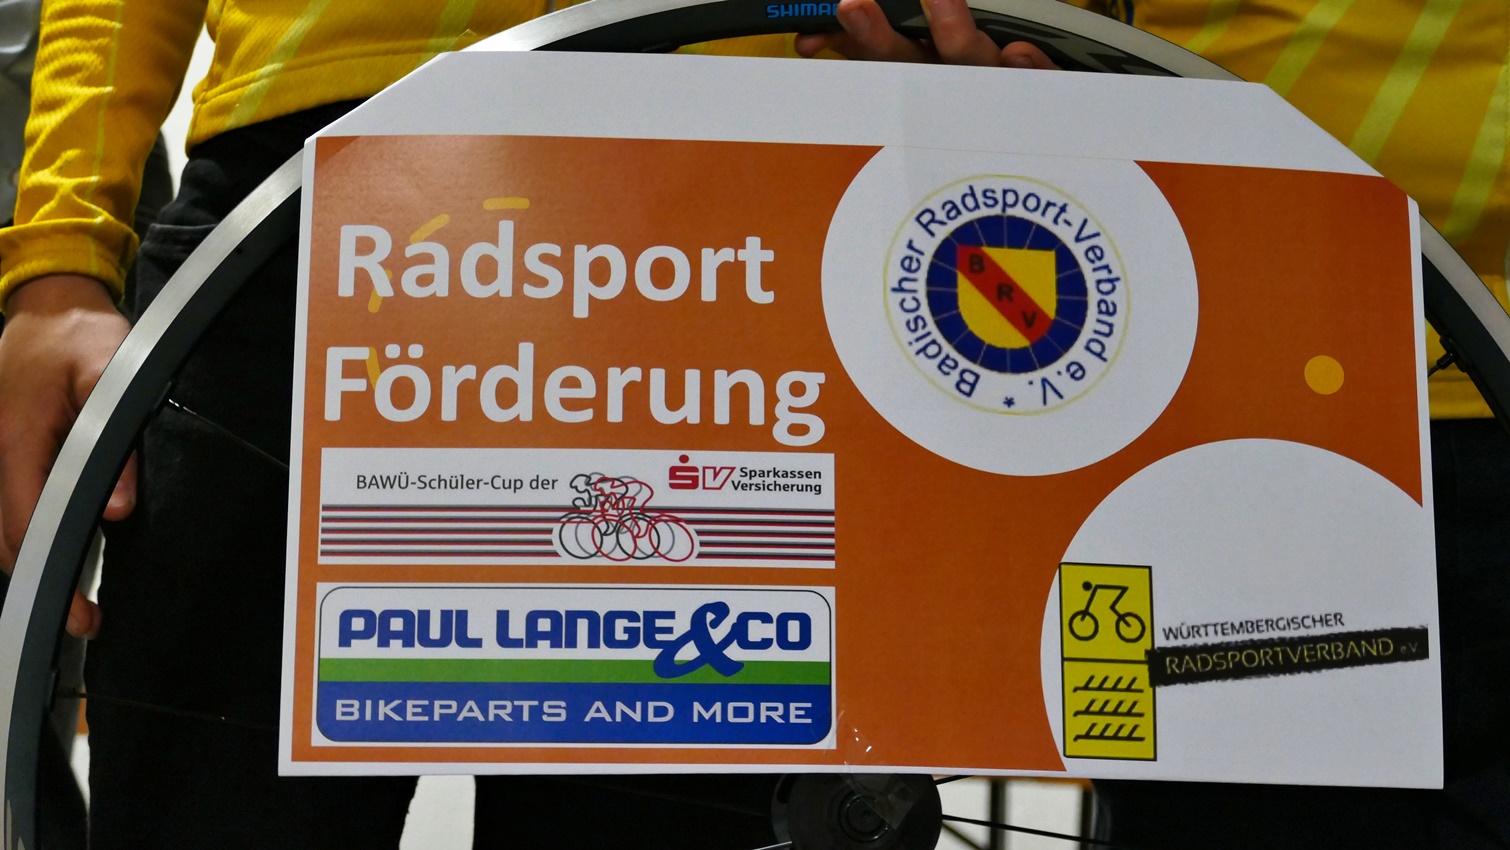 SHIMA
Radsport
Förderung
Badischer Radsport-Verband e.V. *
B
R
V
BAWÜ-Schüler-Cup der
SV Sparkassen
Versicherung
PAUL LANGE & CO
BIKEPARTS AND MORE
WÜRTTEMBERGISCHER
RADSPORTVERBAND e.V